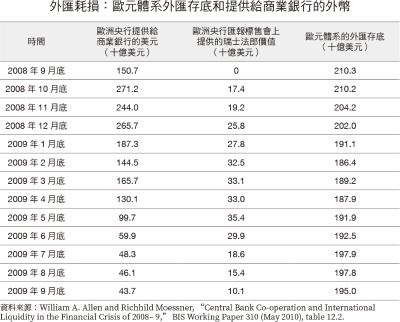 外匯耗損：歐元體系外匯存底和提供給商業銀行的外幣
時間 歐洲央行提供給商業銀行的美元（十億美元） 歐洲央行匯報標售會上提供的瑞士法郎價值（十億美元） 歐元體系的外匯存底（十億美元）
2008 年 9 月底 150.7 0 210.3
2008 年 10 月底 271.2 17.4 210.2
2008 年 11 月底 244.0 19.2 204.2
2008 年 12 月底 265.7 25.8 202.0
2009 年 1 月底 187.3 27.8 191.1
2009 年 2 月底 144.5 32.5 186.4
2009 年 3 月底 165.7 33.1 189.2
2009 年 4 月底 130.1 33.0 187.9
2009 年 5 月底 99.7 35.4 191.9
2009 年 6 月底 59.9 29.9 192.5
2009 年 7 月底 48.3 18.6 197.9
2009 年 8 月底 46.1 15.4 197.8
2009 年 9 月底 43.7 10.1 195.0
資料來源：William A. Allen and Richhild Moessner, “Central Bank Co-operation and International
Liquidity in the Financial Crisis of 2008– 9,” BIS Working Paper 310 (May 2010), table 12.2.